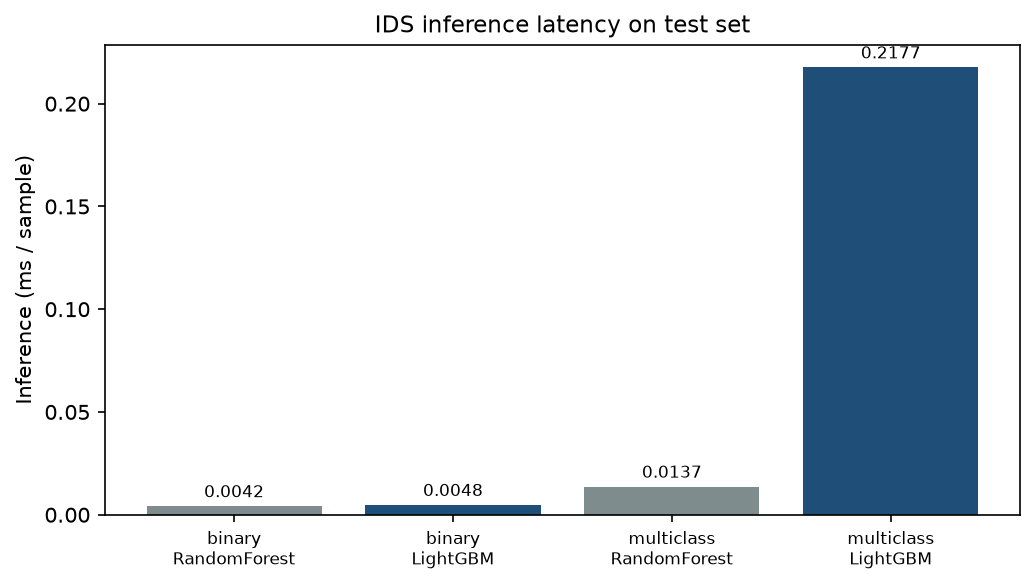 IDS inference latency on test set
Inference (ms / sample)
0.20
0.15
0.10
0.05
0.00
0.0042
0.0048
0.0137
0.2177
binary
RandomForest
binary
LightGBM
multiclass
RandomForest
multiclass
LightGBM